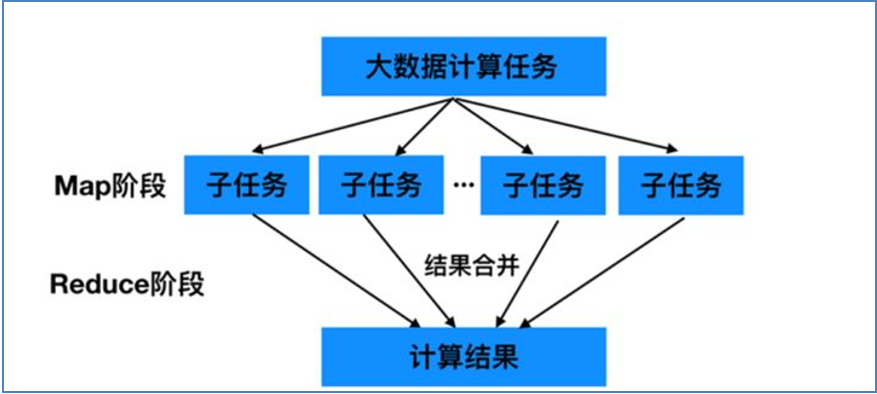 大数据计算任务
Map阶段
子任务
子任务
...
子任务
子任务
结果合并
Reduce阶段
计算结果